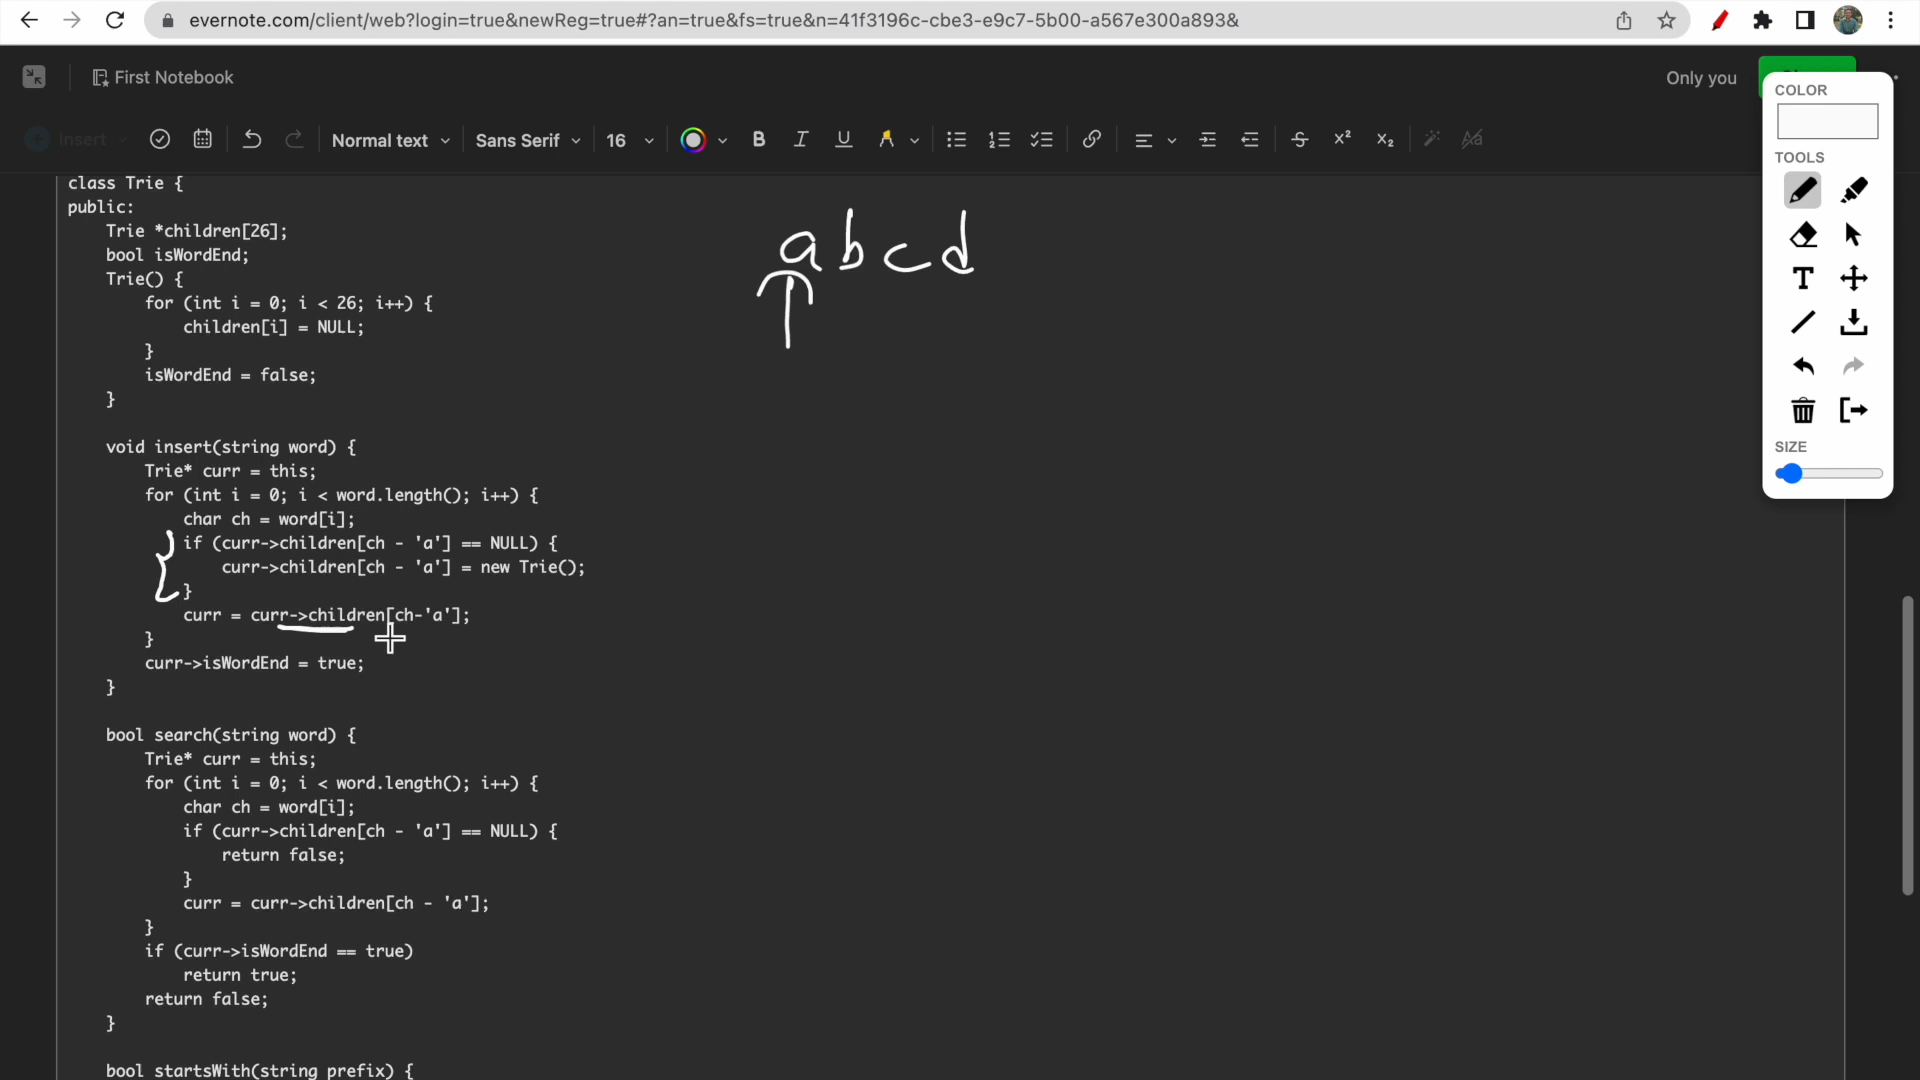 evernote.com/client/web?login=true&newReg=true#?an=true&fs=true&n=41f3196c-cbe3-e9c7-5b00-a567e300a893&
First Notebook
Only you
Insert
Normal text
Sans Serif
16
B I U
COLOR
TOOLS
T
SIZE
class Trie {
public:
    Trie *children[26];
    bool isWordEnd;
    Trie() {
        for (int i = 0; i < 26; i++) {
            children[i] = NULL;
        }
        isWordEnd = false;
    }
    void insert(string word) {
        Trie* curr = this;
        for (int i = 0; i < word.length(); i++) {
            char ch = word[i];
            if (curr->children[ch - 'a'] == NULL) {
                curr->children[ch - 'a'] = new Trie();
            }
            curr = curr->children[ch-'a'];
        }
        curr->isWordEnd = true;
    }
    bool search(string word) {
        Trie* curr = this;
        for (int i = 0; i < word.length(); i++) {
            char ch = word[i];
            if (curr->children[ch - 'a'] == NULL) {
                return false;
            }
            curr = curr->children[ch - 'a'];
        }
        if (curr->isWordEnd == true)
            return true;
        return false;
    }
    bool startsWith(string prefix) {
a b c d